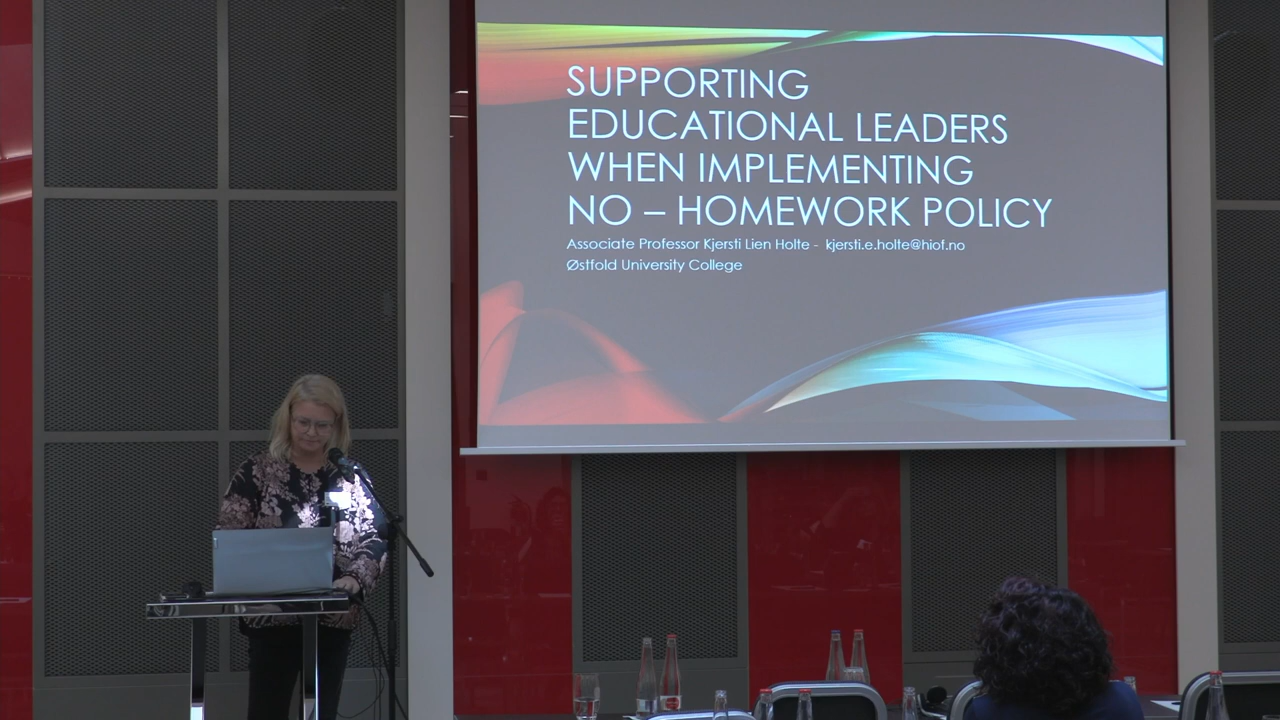 SUPPORTING
EDUCATIONAL LEADERS
WHEN IMPLEMENTING
NO – HOMEWORK POLICY
Associate Professor Kjersti Lien Holte - kjersti.e.holte@hiof.no
Østfold University College